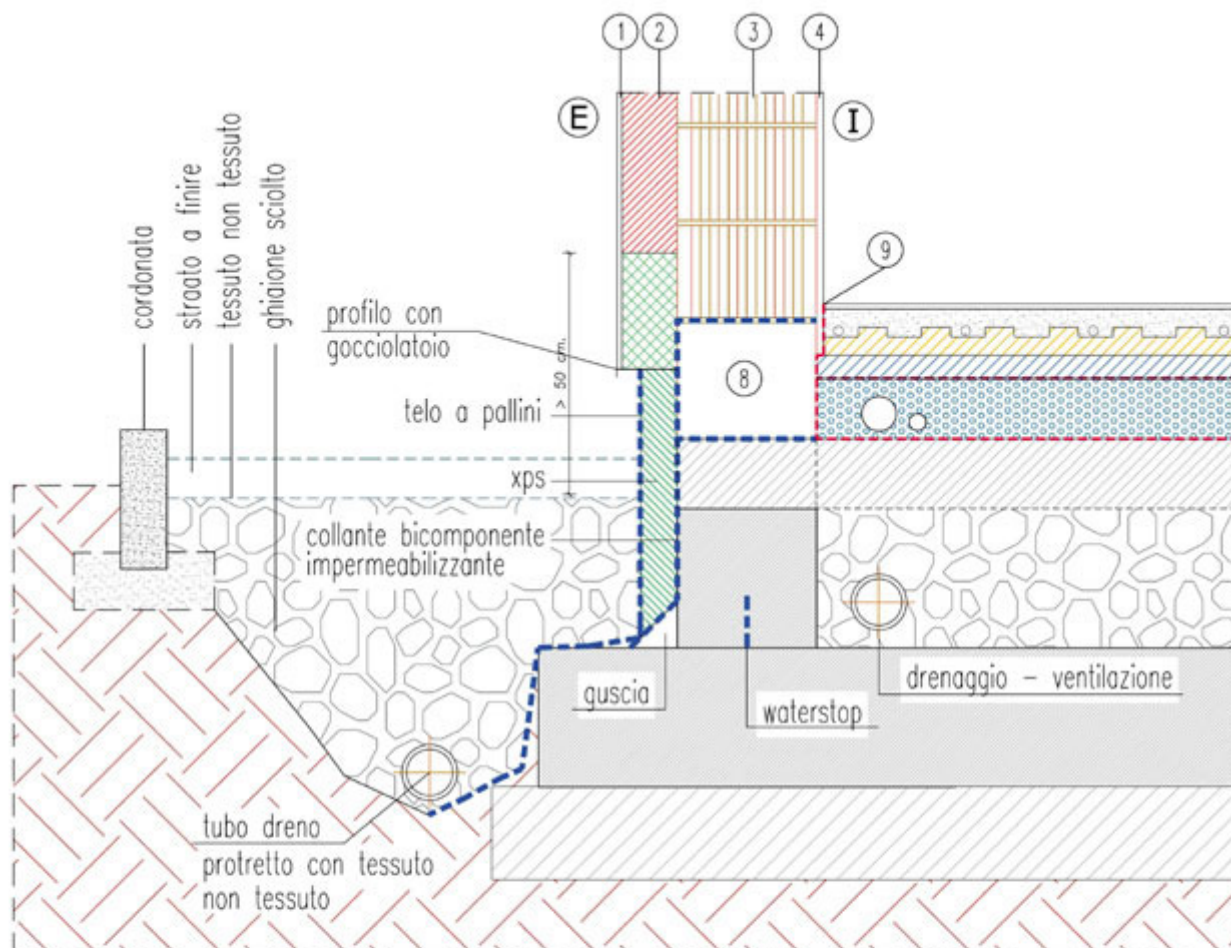 1
2
3
4
E
I
cordonata
straato a finire
tessuto non tessuto
ghiaione sciolto
9
profilo con
gocciolatoio
> 50 cm.
8
telo a pallini
xps
collante bicomponente
impermeabilizzante
guscia
waterstop
drenaggio - ventilazione
tubo dreno
protretto con tessuto
non tessuto